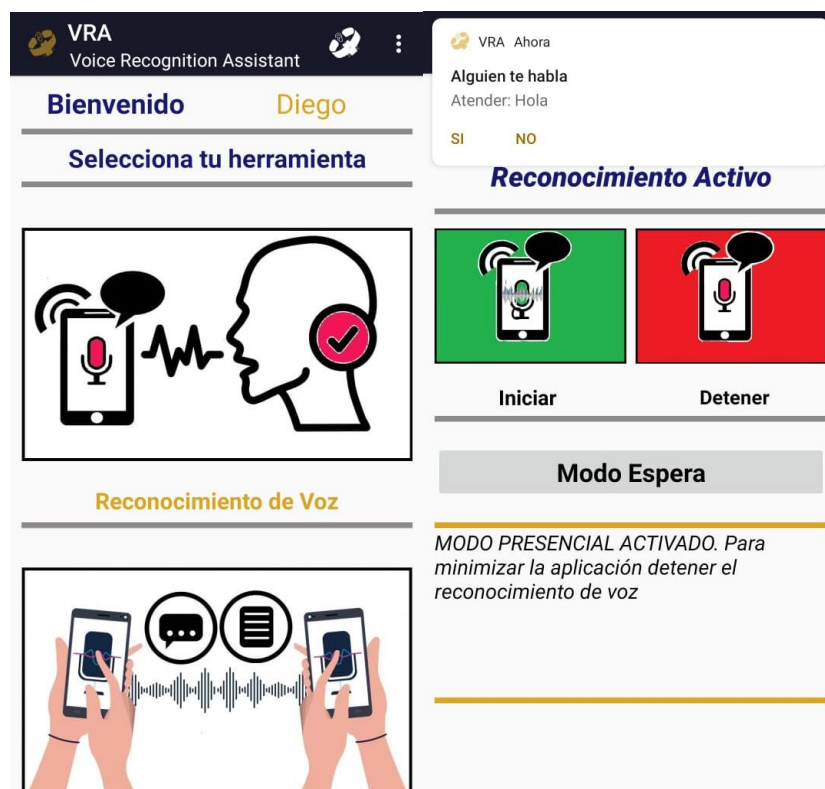 VRA
Voice Recognition Assistant
Bienvenido Diego
Selecciona tu herramienta
Reconocimiento de Voz
VRA Ahora
Alguien te habla
Atender: Hola
SI NO
Reconocimiento Activo
Iniciar Detener
Modo Espera
MODO PRESENCIAL ACTIVADO. Para
minimizar la aplicación detener el
reconocimiento de voz